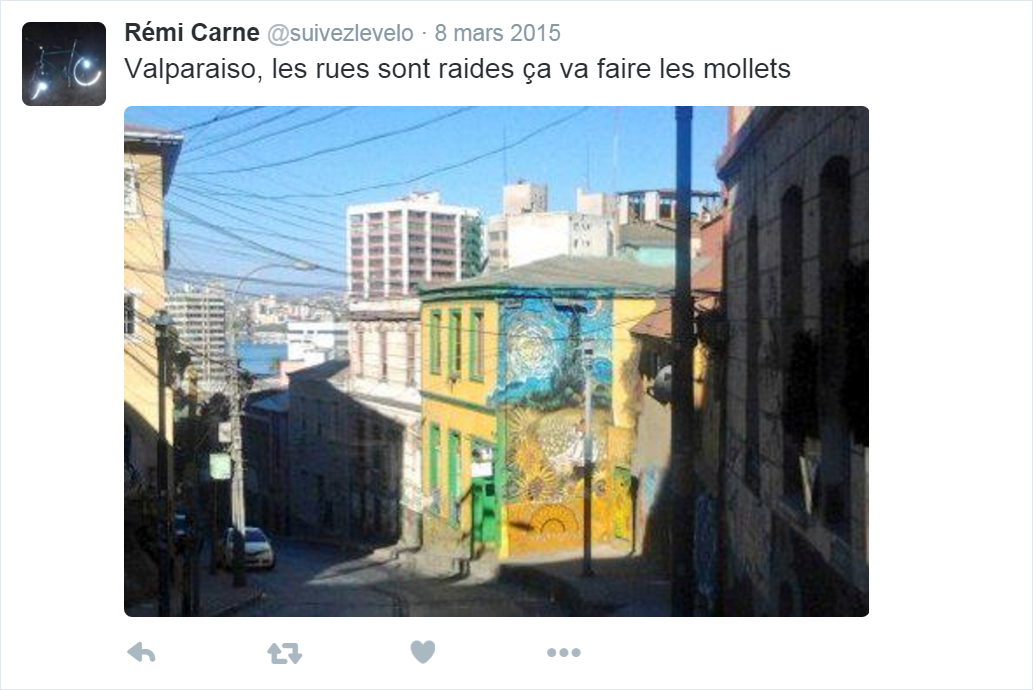 Rémi Carne @suivezlevelo · 8 mars 2015
Valparaiso, les rues sont raides ça va faire les mollets